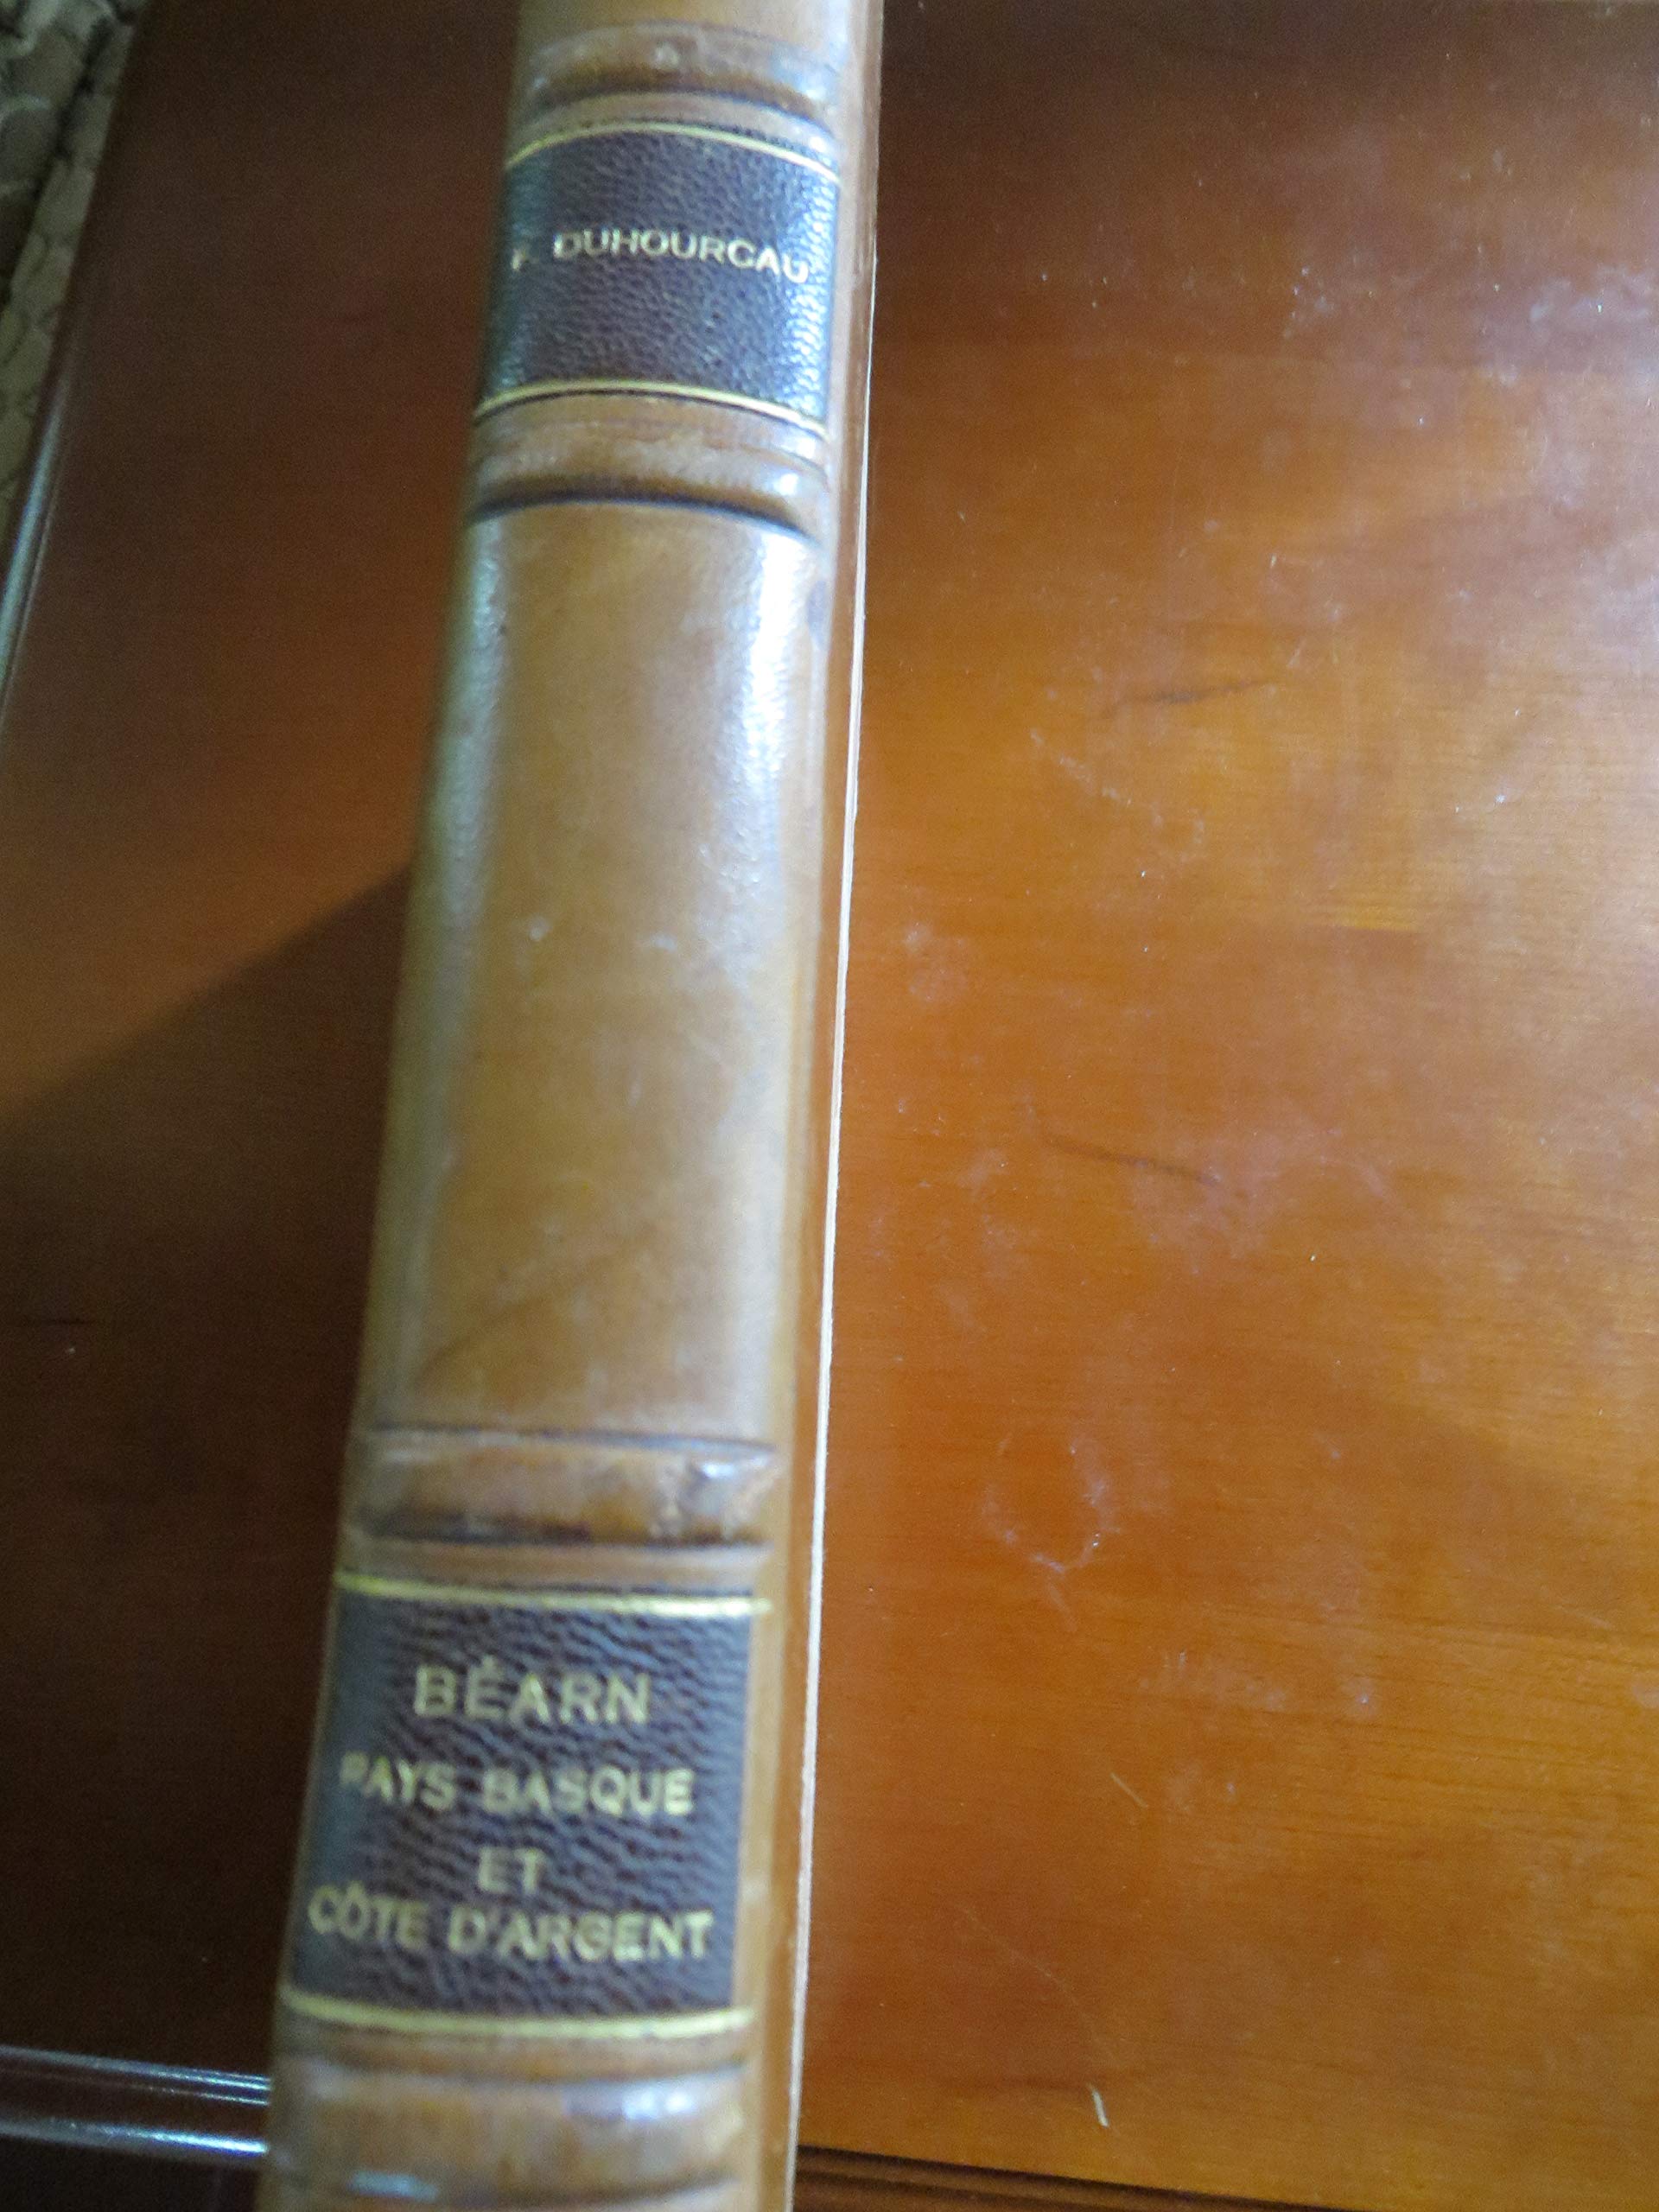 F. DUHOURCAU
BÉARN
PAYS BASQUE
ET
CÔTE D'ARGENT